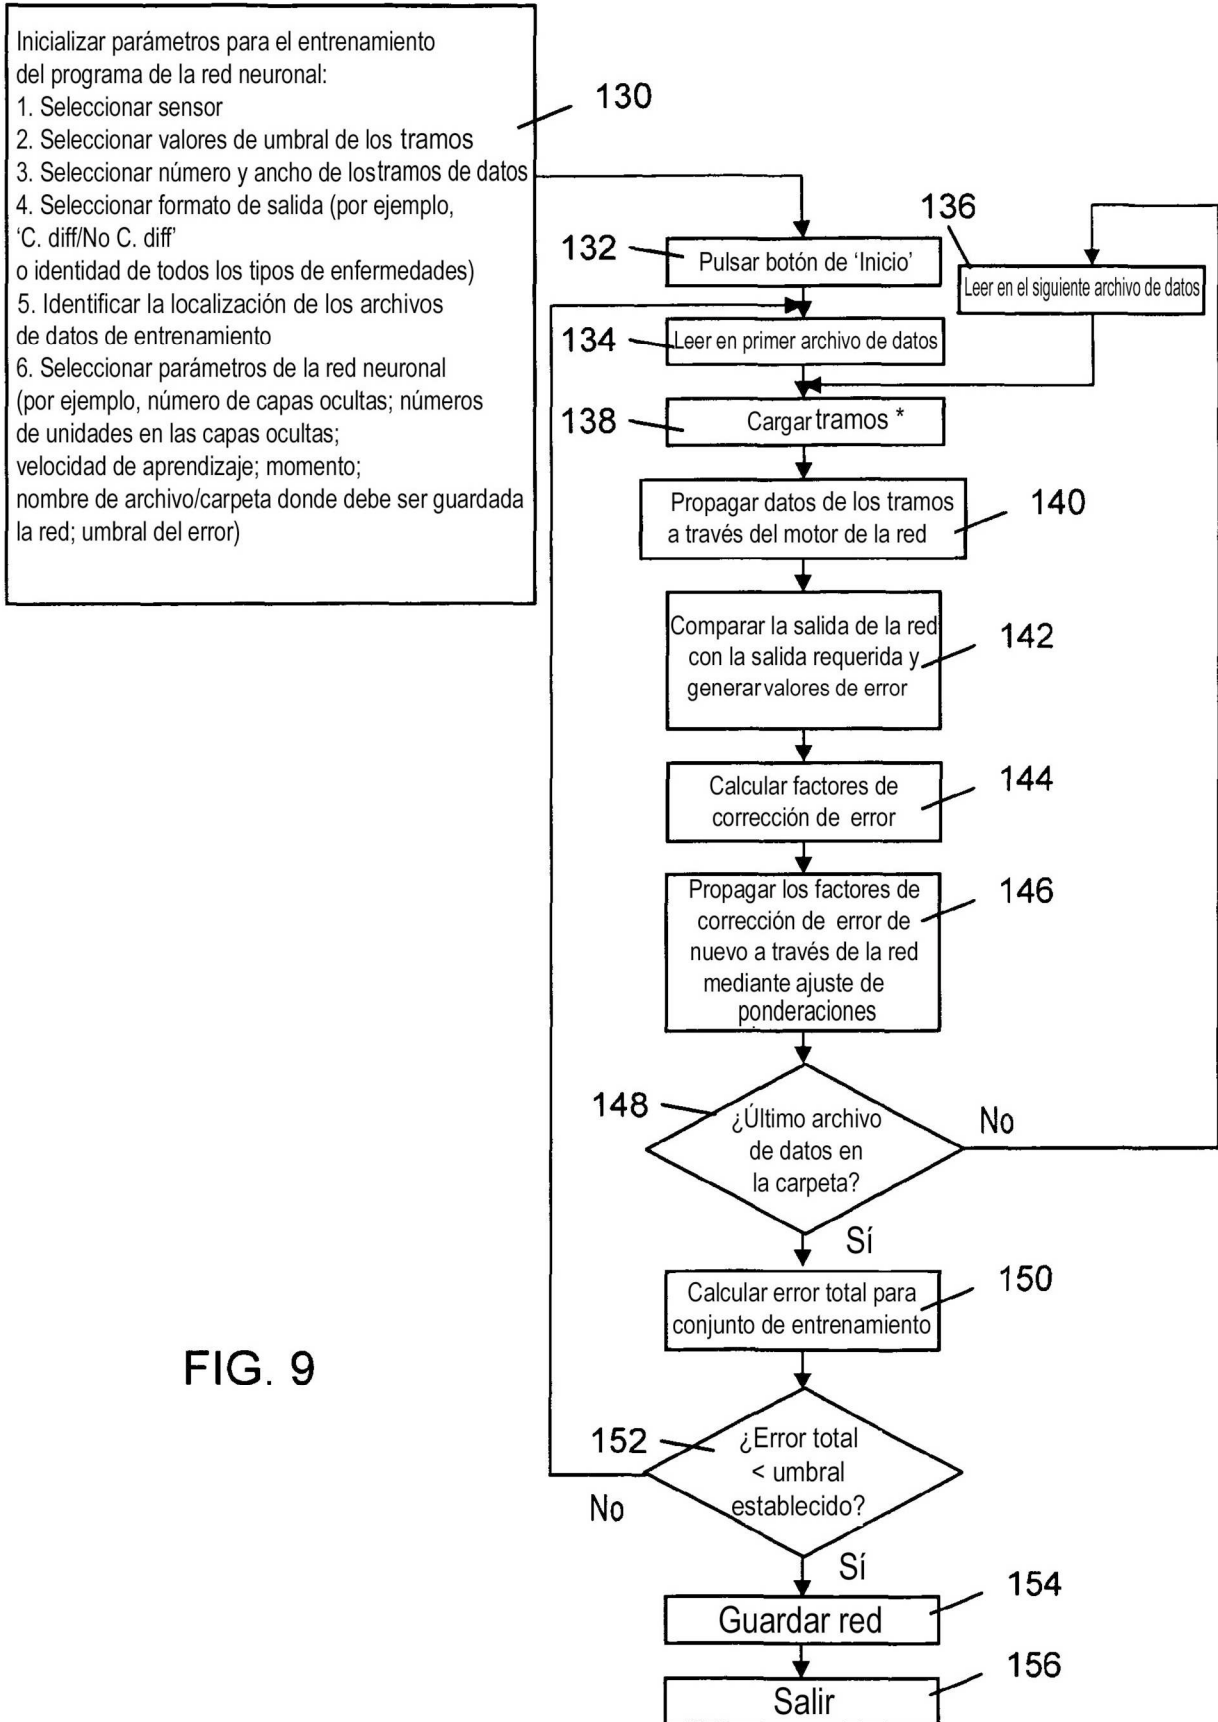 Inicializar parámetros para el entrenamiento
del programa de la red neuronal:
1. Seleccionar sensor
2. Seleccionar valores de umbral de los tramos
3. Seleccionar número y ancho de los tramos de datos
4. Seleccionar formato de salida (por ejemplo,
‘C. diff/No C. diff’
o identidad de todos los tipos de enfermedades)
5. Identificar la localización de los archivos
de datos de entrenamiento
6. Seleccionar parámetros de la red neuronal
(por ejemplo, número de capas ocultas; números
de unidades en las capas ocultas;
velocidad de aprendizaje; momento;
nombre de archivo/carpeta donde debe ser guardada
la red; umbral del error)
130
132
Pulsar botón de ‘Inicio’
136
Leer en el siguiente archivo de datos
134
Leer en primer archivo de datos
138
Cargar tramos *
Propagar datos de los tramos
a través del motor de la red
140
Comparar la salida de la red
con la salida requerida y
generar valores de error
142
Calcular factores de
corrección de error
144
Propagar los factores de
corrección de error de
nuevo a través de la red
mediante ajuste de
ponderaciones
146
148
¿Último archivo
de datos en
la carpeta?
No
Sí
Calcular error total para
conjunto de entrenamiento
150
FIG. 9
152
¿Error total
< umbral
establecido?
No
Sí
Guardar red
154
Salir
156